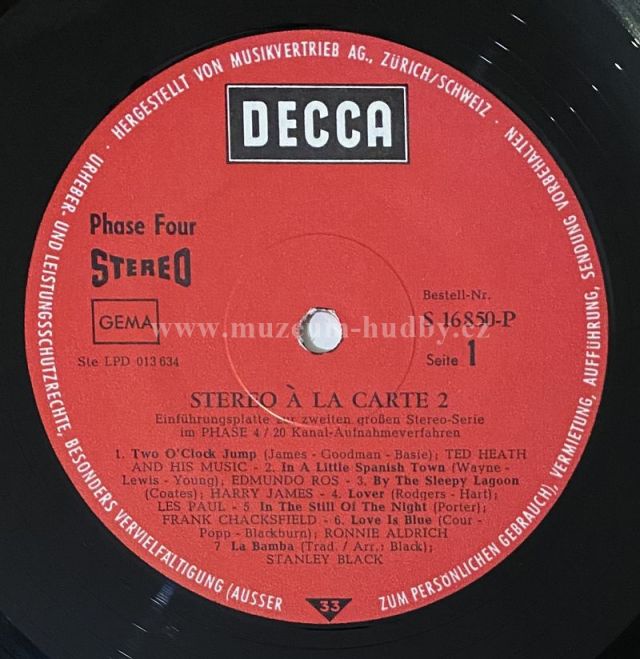 HERGESTELLT VON MUSIKVERTRIEB AG., ZÜRICH/SCHWEIZ · URHEBER- UND LEISTUNGSSCHUTZRECHTE, BESONDERS VERVIELFÄLTIGUNG (AUSSER ZUM PERSÖNLICHEN GEBRAUCH), VERMIETUNG, AUFFÜHRUNG, SENDUNG VORBEHALTEN ·
DECCA
Phase Four
STEREO
GEMA
Ste LPD 013 634
Bestell-Nr.
S 16850-P
Seite 1
www.muzeum-hudby.cz
STEREO À LA CARTE 2
Einführungsplatte zur zweiten großen Stereo-Serie
im PHASE 4 / 20 Kanal-Aufnahmeverfahren
1. Two O'Clock Jump (James - Goodman - Basie); TED HEATH
AND HIS MUSIC - 2. In A Little Spanish Town (Wayne -
Lewis - Young); EDMUNDO ROS - 3. By The Sleepy Lagoon
(Coates); HARRY JAMES - 4. Lover (Rodgers - Hart);
LES PAUL - 5. In The Still Of The Night (Porter);
FRANK CHACKSFIELD - 6. Love Is Blue (Cour -
Popp - Blackburn); RONNIE ALDRICH
7 La Bamba (Trad. / Arr.: Black);
STANLEY BLACK
33